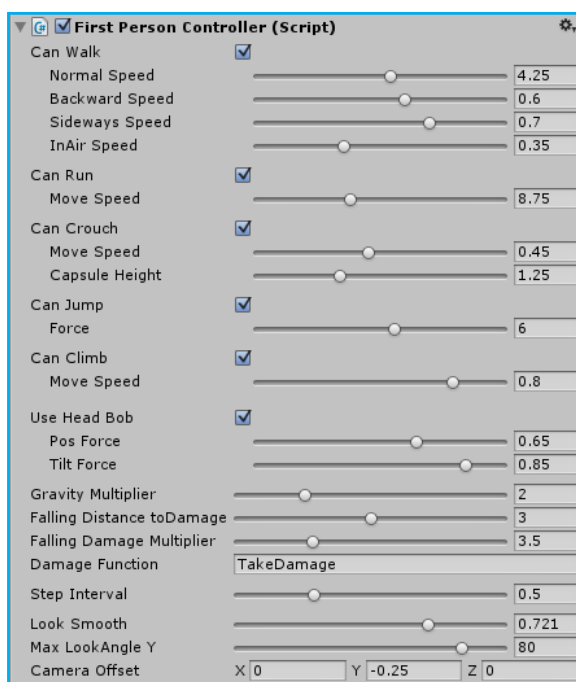 First Person Controller (Script)
Can Walk
Normal Speed 4.25
Backward Speed 0.6
Sideways Speed 0.7
InAir Speed 0.35
Can Run
Move Speed 8.75
Can Crouch
Move Speed 0.45
Capsule Height 1.25
Can Jump
Force 6
Can Climb
Move Speed 0.8
Use Head Bob
Pos Force 0.65
Tilt Force 0.85
Gravity Multiplier 2
Falling Distance toDamage 3
Falling Damage Multiplier 3.5
Damage Function TakeDamage
Step Interval 0.5
Look Smooth 0.721
Max LookAngle Y 80
Camera Offset X 0 Y -0.25 Z 0